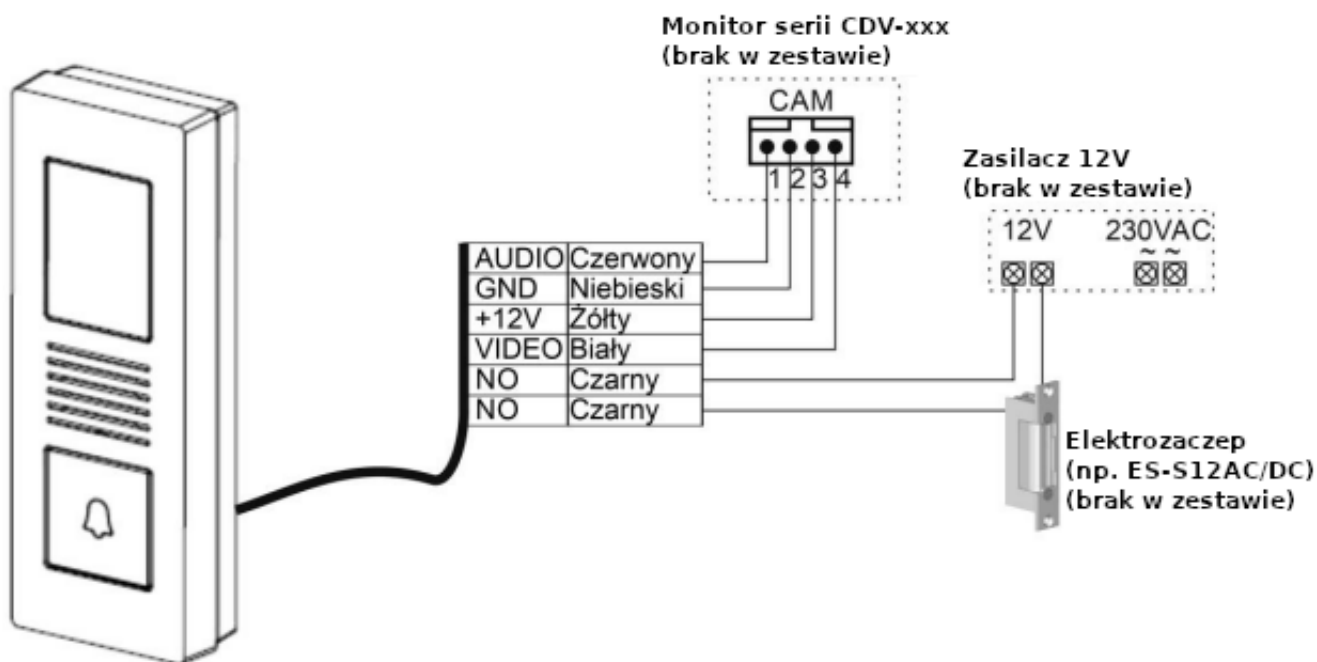 Monitor serii CDV-xxx
(brak w zestawie)
CAM
1 2 3 4
Zasilacz 12V
(brak w zestawie)
12V 230VAC
~ ~
AUDIO Czerwony
GND Niebieski
+12V Żółty
VIDEO Biały
NO Czarny
NO Czarny
Elektrozaczep
(np. ES-S12AC/DC)
(brak w zestawie)